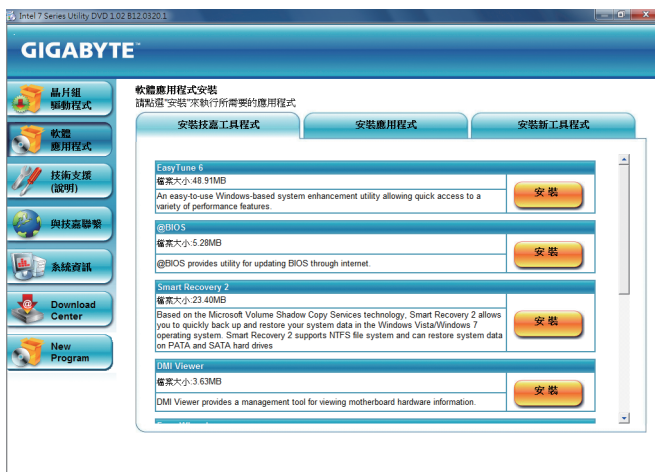 Intel 7 Series Utility DVD 1.02 B12.0320.1
GIGABYTE™
晶片組
驅動程式
軟體
應用程式
技術支援
(說明)
與技嘉聯繫
系統資訊
Download
Center
New
Program
軟體應用程式安裝
請點選"安裝"來執行所需要的應用程式
安裝技嘉工具程式
安裝應用程式
安裝新工具程式
EasyTune 6
檔案大小:48.91MB
An easy-to-use Windows-based system enhancement utility allowing quick access to a
variety of performance features.
安裝
@BIOS
檔案大小:5.28MB
@BIOS provides utility for updating BIOS through internet.
安裝
Smart Recovery 2
檔案大小:23.40MB
Based on the Microsoft Volume Shadow Copy Services technology, Smart Recovery 2 allows
you to quickly back up and restore your system data in the Windows Vista/Windows 7
operating system. Smart Recovery 2 supports NTFS file system and can restore system data
on PATA and SATA hard drives
安裝
DMI Viewer
檔案大小:3.63MB
DMI Viewer provides a management tool for viewing motherboard hardware information.
安裝